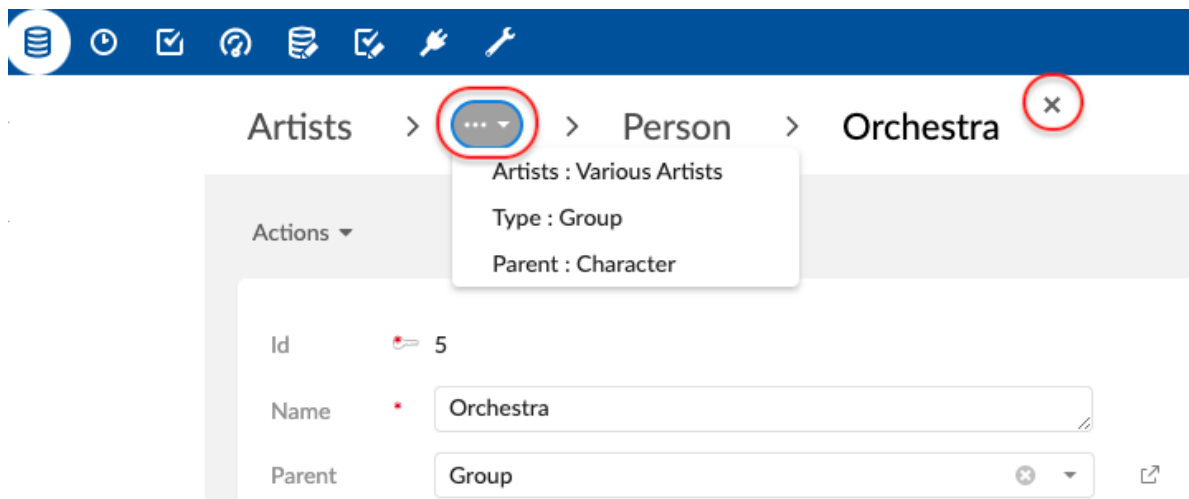 Artists > ... > Person > Orchestra ×
Artists : Various Artists
Type : Group
Parent : Character
Actions
Id * 5
Name * Orchestra
Parent Group